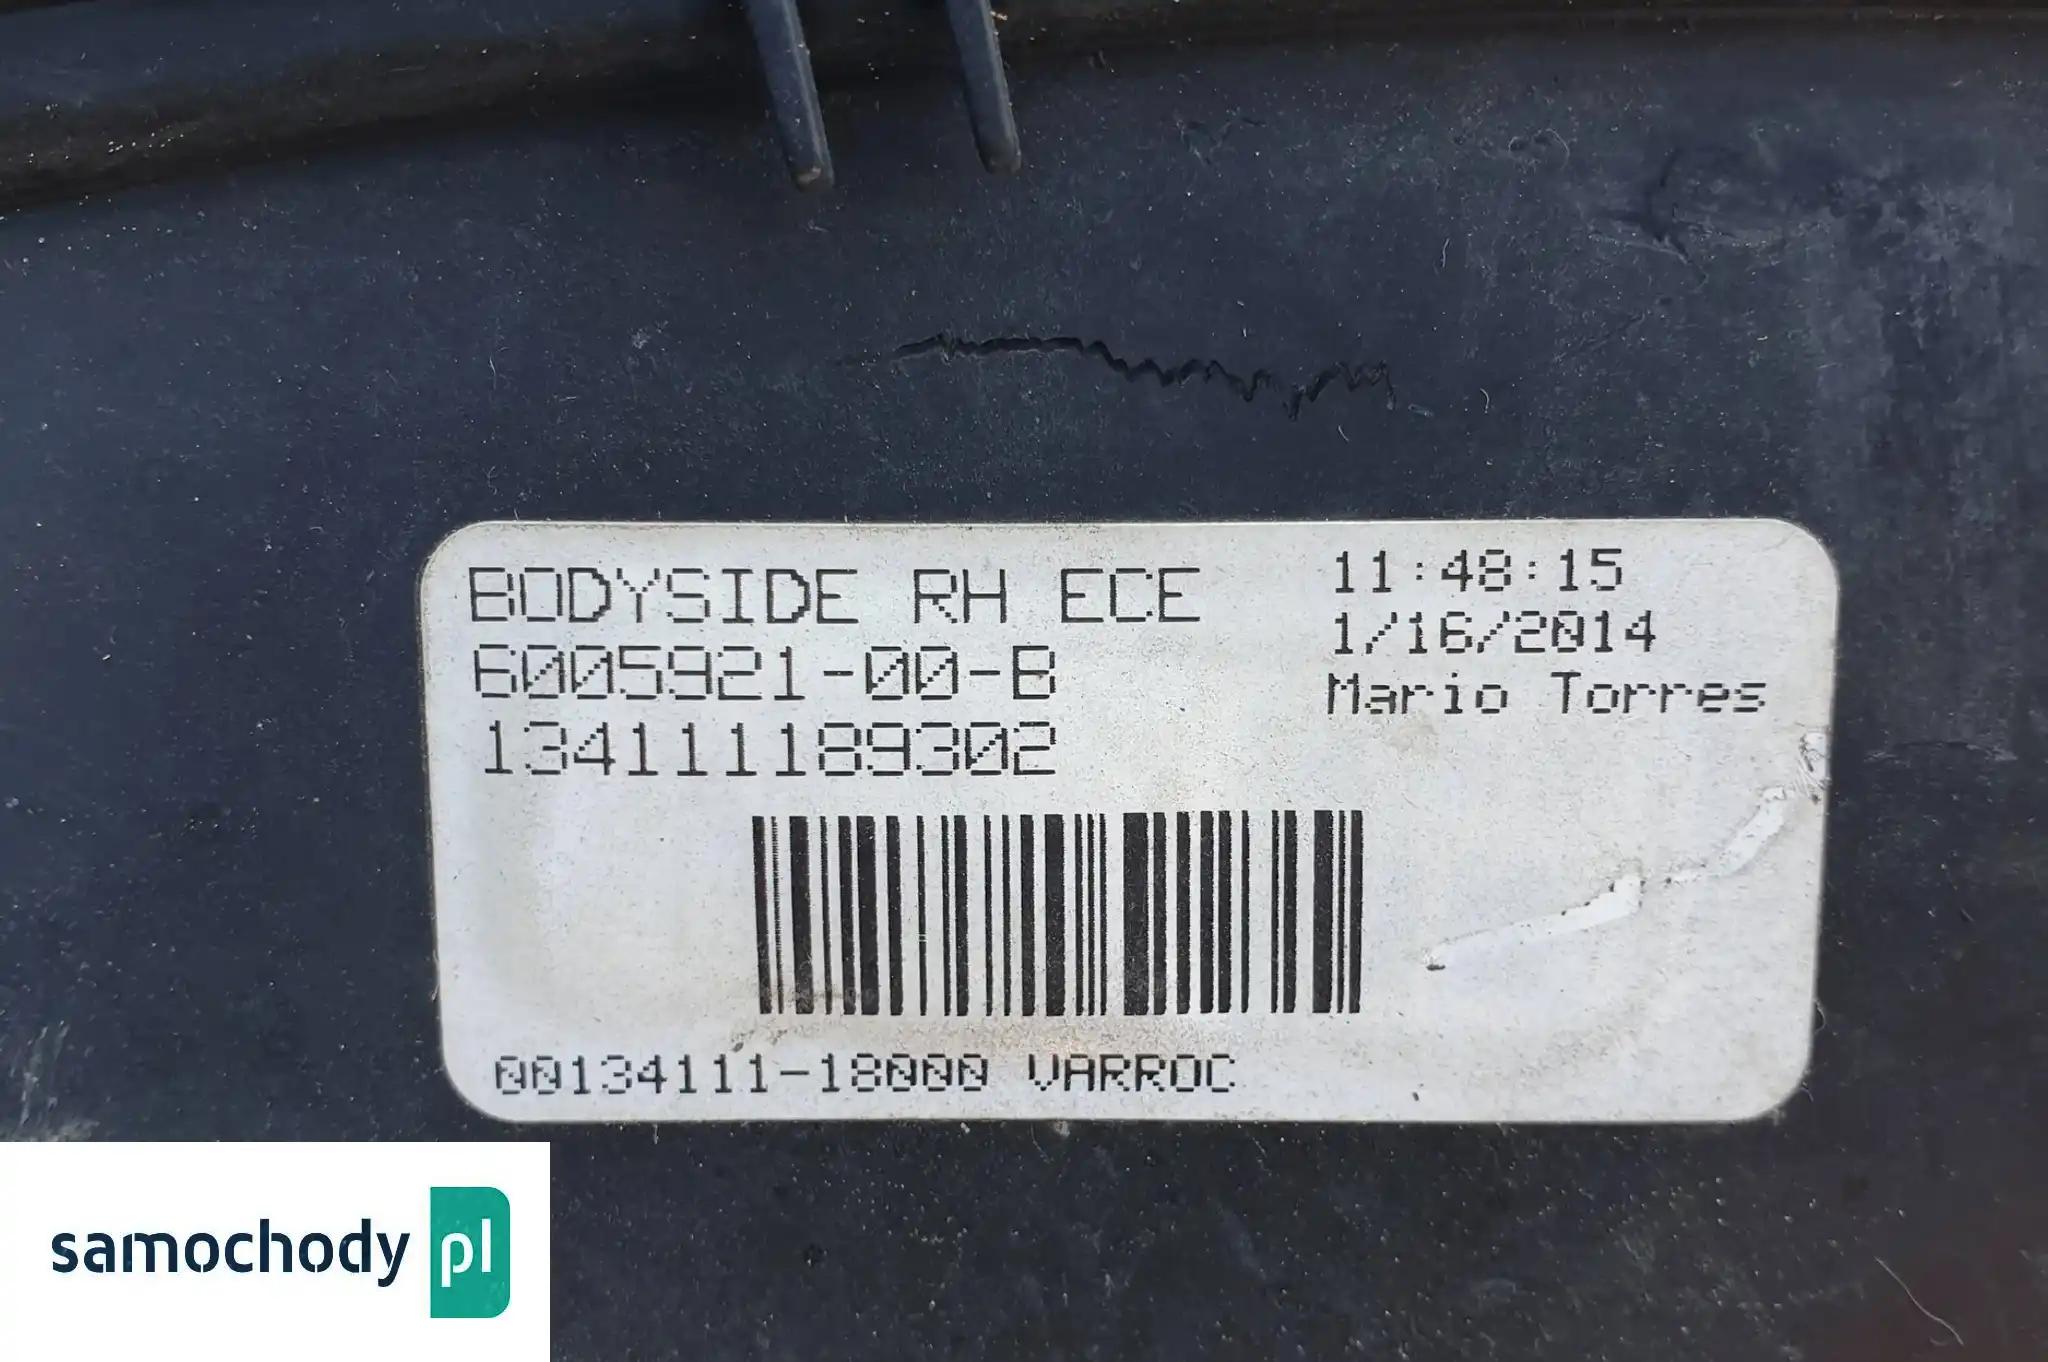 BODYSIDE RH ECE
6005921-00-B
134111189302
11:48:15
1/16/2014
Mario Torres
00134111-18000 VARROC
samochody pl